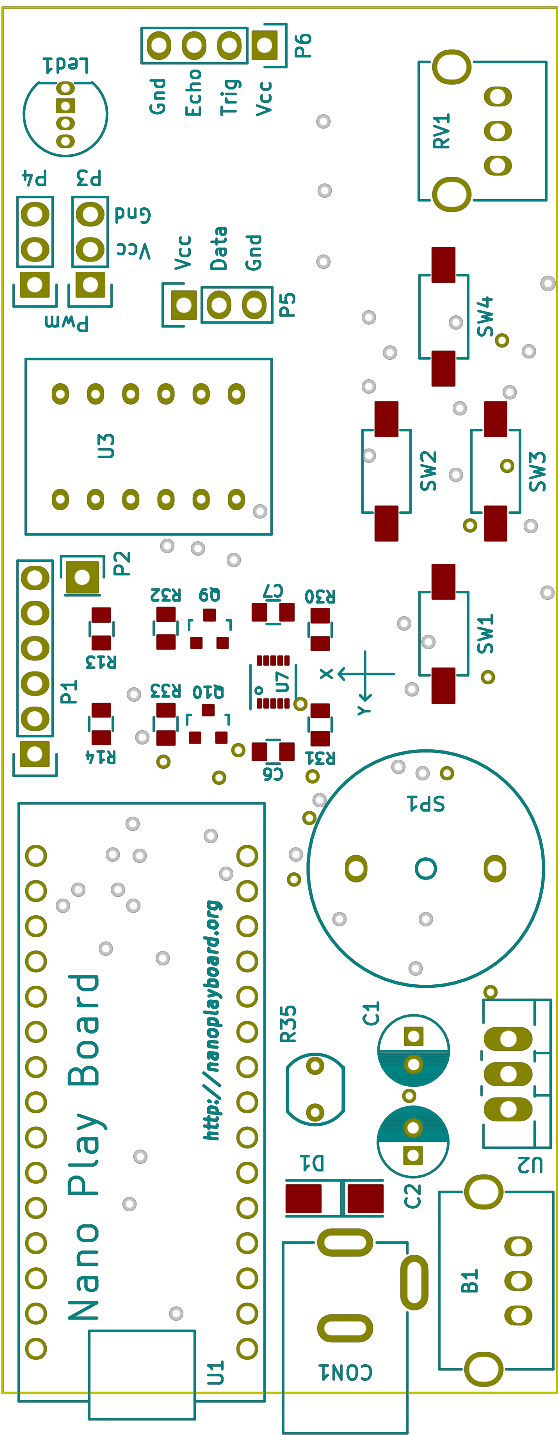 Led1
P6
Gnd
Echo
Trig
Vcc
RV1
P4
P3
Gnd
Vcc
Pwm
Vcc
Data
Gnd
P5
SW4
U3
SW2
SW3
P2
R32
Q9
C7
R30
R13
SW1
U7
X
Y
P1
R33
Q10
R14
C6
R31
SP1
http://nanoplayboard.org
Nano Play Board
R35
C1
D1
C2
U2
B1
U1
CON1